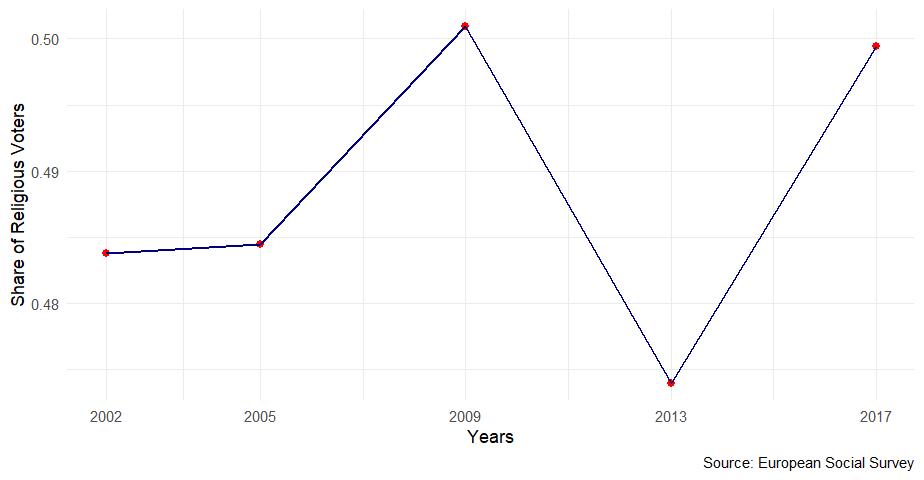 0.50
0.49
0.48
Share of Religious Voters
2002 2005 2009 2013 2017
Years
Source: European Social Survey